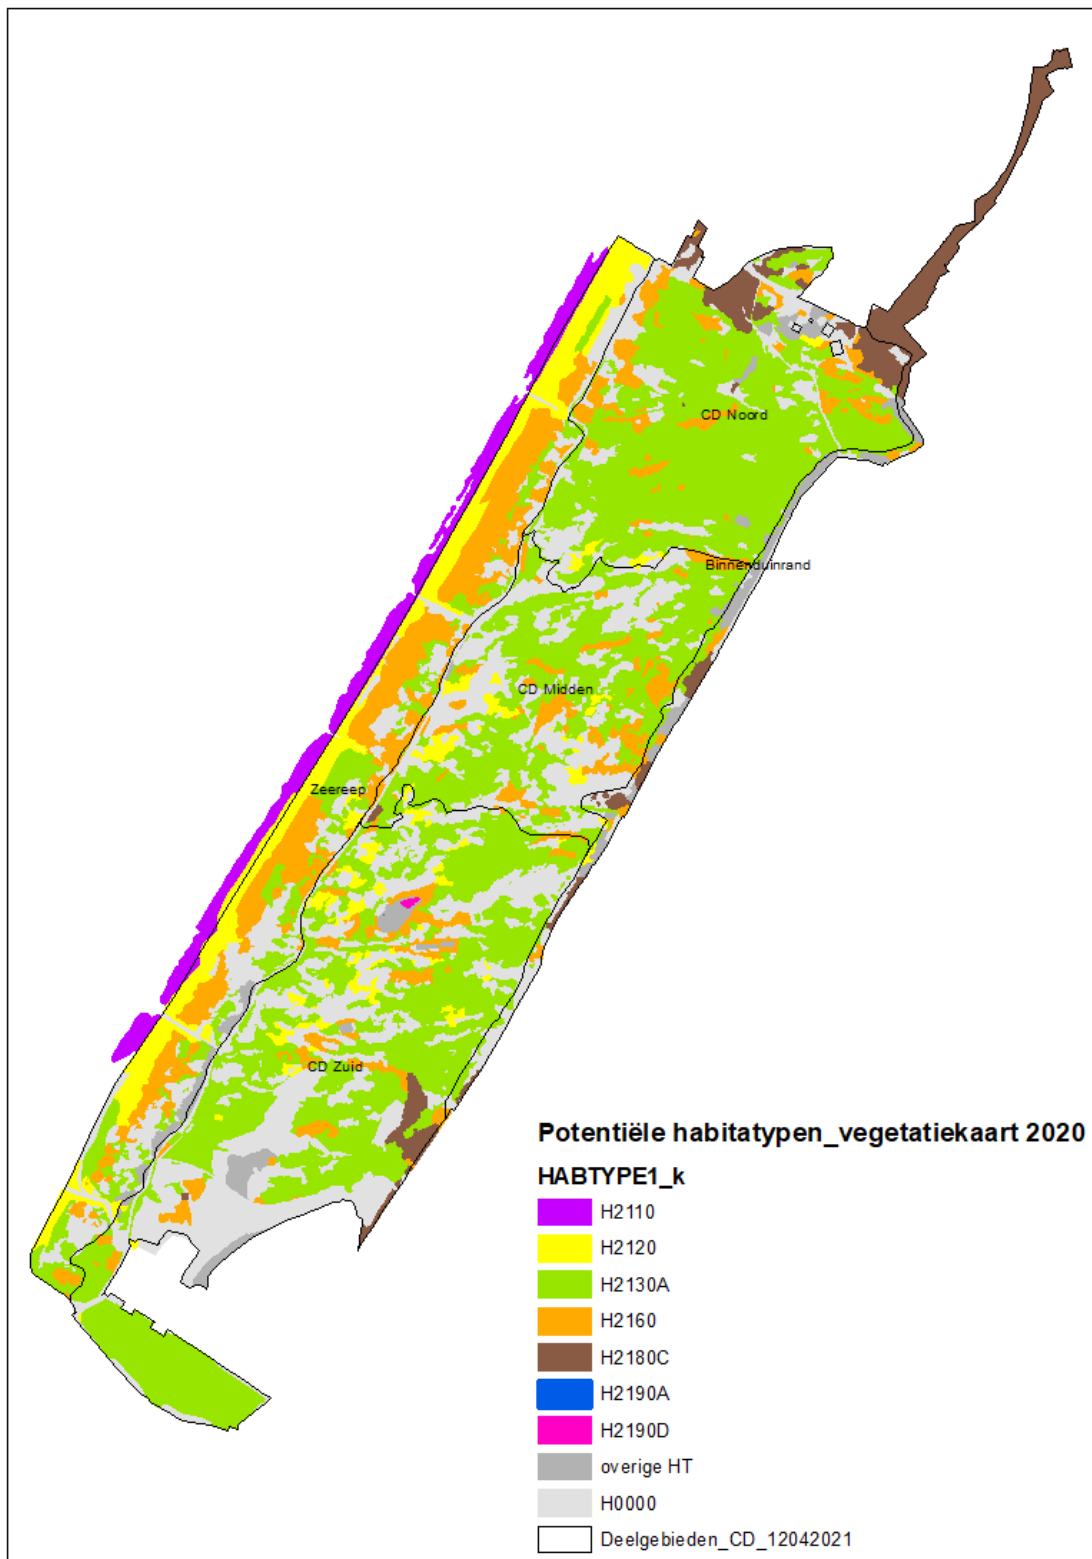 CD Noord
Binnenduinrand
CD Midden
Zeereep
CD Zuid
Potentiële habitatypen_vegetatiekaart 2020
HABTYPE1_k
H2110
H2120
H2130A
H2160
H2180C
H2190A
H2190D
overige HT
H0000
Deelgebieden_CD_12042021